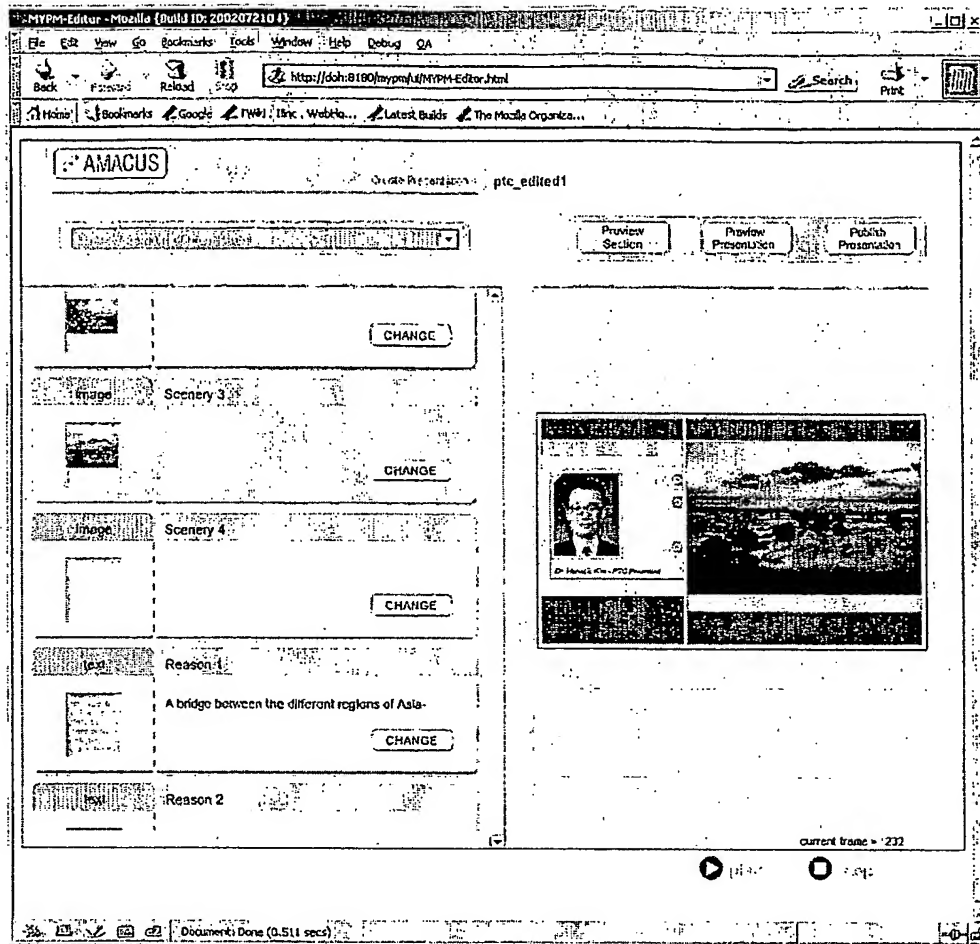 MYPM-Editor - Mozilla {Build ID: 2002072104}
File Edit View Go Bookmarks Tools Window Help Debug QA
Back Forward Reload Stop http://doh:8180/mypm/ui/MYPM-Editor.html Search Print
Home Bookmarks Google Latest Builds The Mozilla Organiza...
AMACUS
Create Presentation ptc_edited1
Preview Section
Preview Presentation
Publish Presentation
CHANGE
Image Scenery 3
CHANGE
Image Scenery 4
CHANGE
text Reason 1
A bridge between the different regions of Asia-
CHANGE
text Reason 2
current frame = 1232
play stop
Document: Done (0.511 secs)